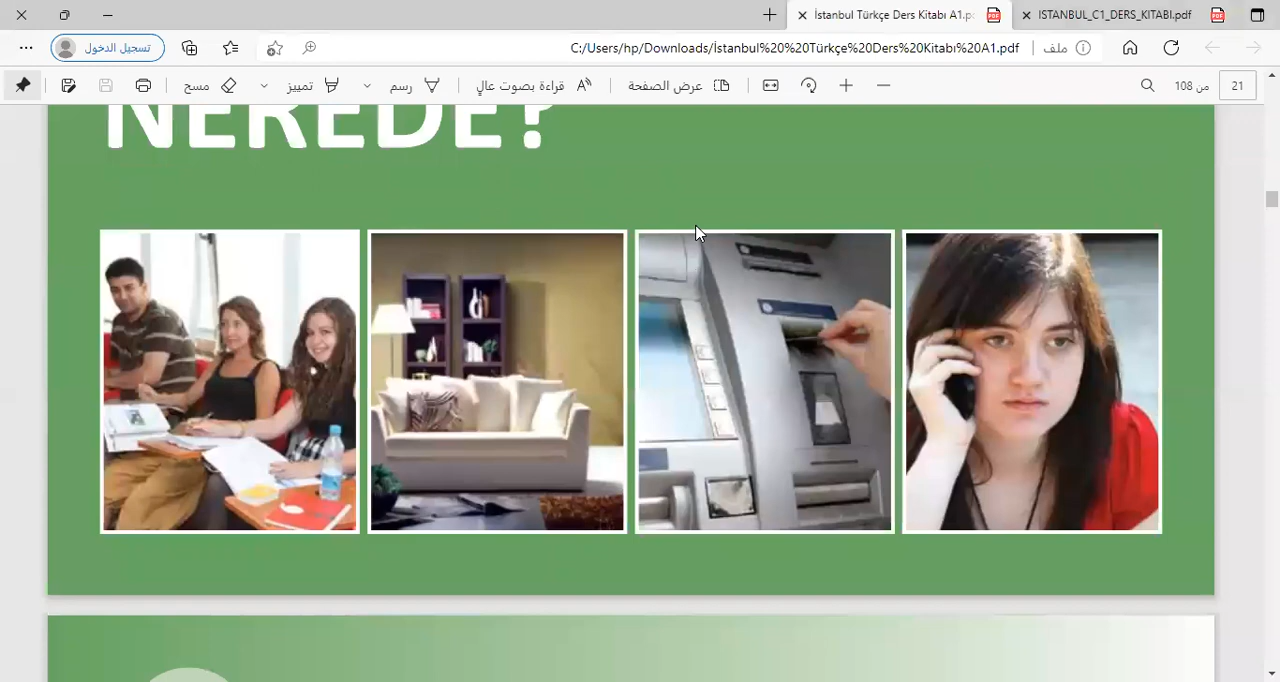 İstanbul Türkçe Ders Kitabı A1.pc
ISTANBUL_C1_DERS_KITABI.pdf
تسجيل الدخول
C:/Users/hp/Downloads/İstanbul%20%20Türkçe%20Ders%20Kitabı%20A1.pdf
ملف
مسح
تمييز
رسم
قراءة بصوت عالٍ
عرض الصفحة
من 108
21
NEREDE?